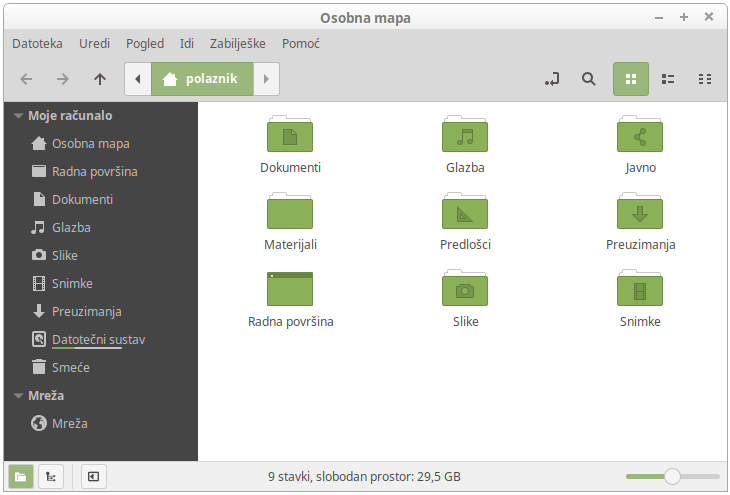 Osobna mapa
Datoteka Uredi Pogled Idi Zabilješke Pomoć
polaznik
Moje računalo
Osobna mapa
Radna površina
Dokumenti
Glazba
Slike
Snimke
Preuzimanja
Datotečni sustav
Smeće
Mreža
Mreža
Dokumenti Glazba Javno
Materijali Predlošci Preuzimanja
Radna površina Slike Snimke
9 stavki, slobodan prostor: 29,5 GB